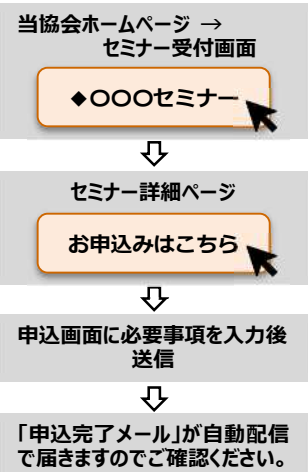 当協会ホームページ →
セミナー受付画面
◆〇〇〇セミナー
セミナー詳細ページ
お申込みはこちら
申込画面に必要事項を入力後
送信
「申込完了メール」が自動配信
で届きますのでご確認ください。